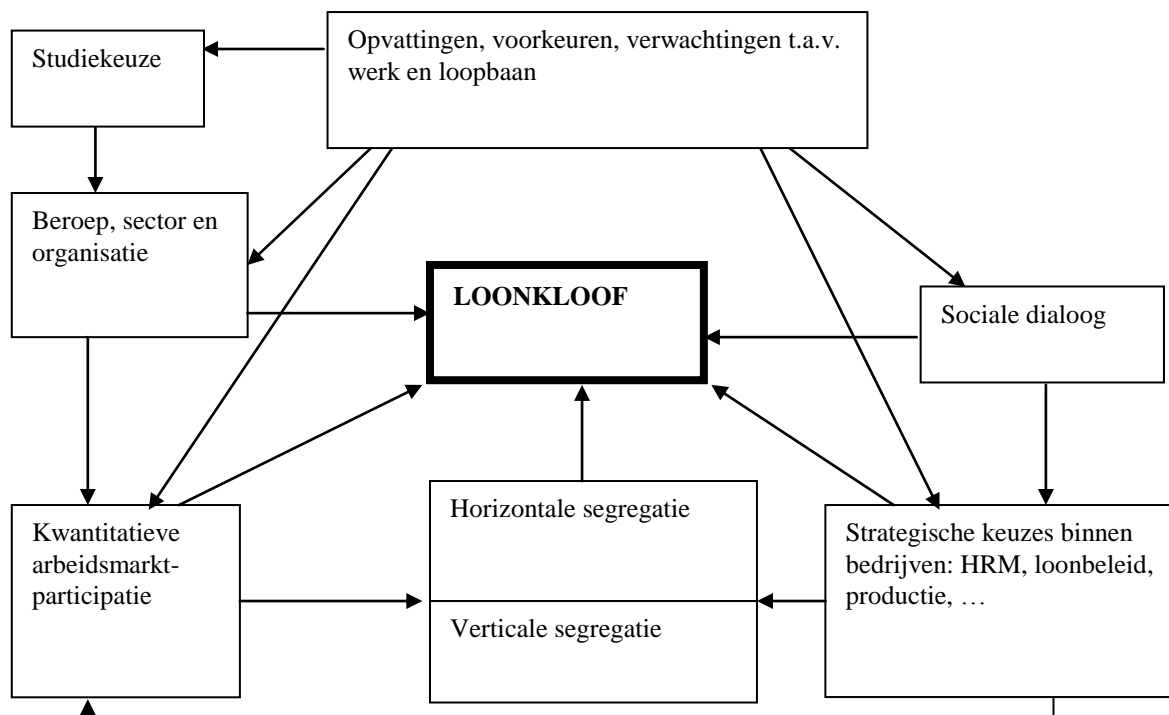 Opvattingen, voorkeuren, verwachtingen t.a.v.
werk en loopbaan
Studiekeuze
Beroep, sector en
organisatie
LOONKLOOF
Sociale dialoog
Kwantitatieve
arbeidsmarkt-
participatie
Horizontale segregatie
Verticale segregatie
Strategische keuzes binnen
bedrijven: HRM, loonbeleid,
productie, …